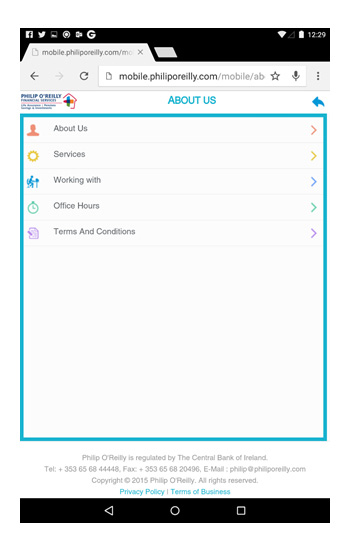 12:29
mobile.philiporeilly.com/mo
mobile.philiporeilly.com/mobile/ab
PHILIP O'REILLY
FINANCIAL SERVICES
ABOUT US
About Us
Services
Working with
Office Hours
Terms And Conditions
Philip O'Reilly is regulated by The Central Bank of Ireland.
Tel: + 353 65 68 44448, Fax: + 353 65 68 20496, E-Mail : philip@philiporeilly.com
Copyright © 2015 Philip O'Reilly. All rights reserved.
Privacy Policy | Terms of Business